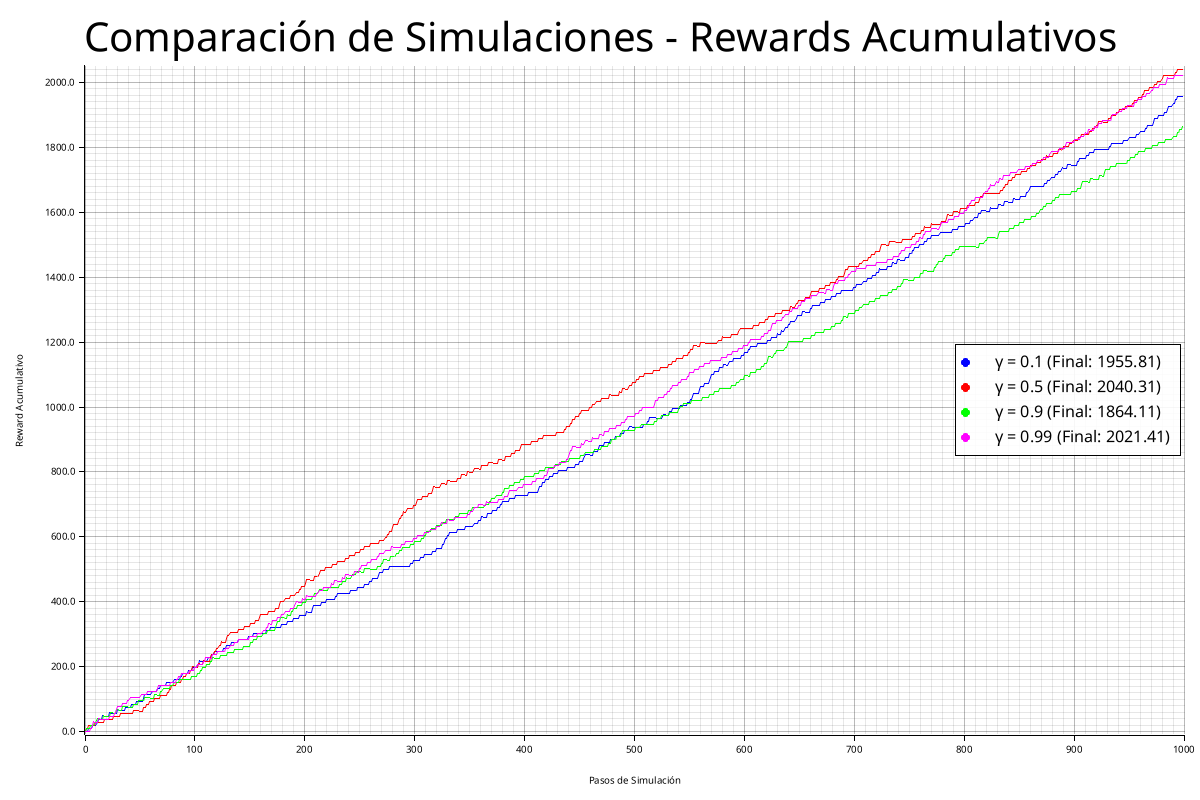 Comparación de Simulaciones - Rewards Acumulativos
Reward Acumulativo
2000.0
1800.0
1600.0
1400.0
1200.0
1000.0
800.0
600.0
400.0
200.0
0.0
γ = 0.1 (Final: 1955.81)
γ = 0.5 (Final: 2040.31)
γ = 0.9 (Final: 1864.11)
γ = 0.99 (Final: 2021.41)
0 100 200 300 400 500 600 700 800 900 1000
Pasos de Simulación